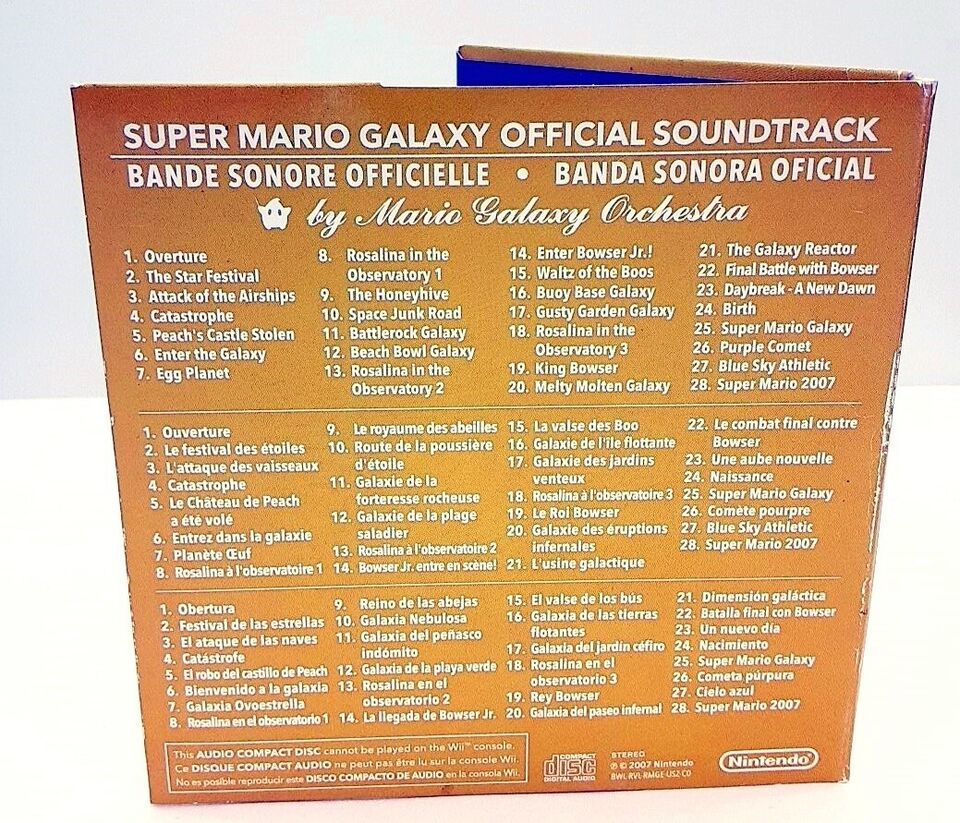 SUPER MARIO GALAXY OFFICIAL SOUNDTRACK
BANDE SONORE OFFICIELLE • BANDA SONORA OFICIAL
by Mario Galaxy Orchestra
1. Overture
2. The Star Festival
3. Attack of the Airships
4. Catastrophe
5. Peach's Castle Stolen
6. Enter the Galaxy
7. Egg Planet
8. Rosalina in the
Observatory 1
9. The Honeyhive
10. Space Junk Road
11. Battlerock Galaxy
12. Beach Bowl Galaxy
13. Rosalina in the
Observatory 2
14. Enter Bowser Jr.!
15. Waltz of the Boos
16. Buoy Base Galaxy
17. Gusty Garden Galaxy
18. Rosalina in the
Observatory 3
19. King Bowser
20. Melty Molten Galaxy
21. The Galaxy Reactor
22. Final Battle with Bowser
23. Daybreak - A New Dawn
24. Birth
25. Super Mario Galaxy
26. Purple Comet
27. Blue Sky Athletic
28. Super Mario 2007
1. Ouverture
2. Le festival des étoiles
3. L'attaque des vaisseaux
4. Catastrophe
5. Le Château de Peach
a été volé
6. Entrez dans la galaxie
7. Planète Œuf
8. Rosalina à l'observatoire 1
9. Le royaume des abeilles
10. Route de la poussière
d'étoile
11. Galaxie de la
forteresse rocheuse
12. Galaxie de la plage
saladier
13. Rosalina à l'observatoire 2
14. Bowser Jr. entre en scène!
15. La valse des Boo
16. Galaxie de l'île flottante
17. Galaxie des jardins
venteux
18. Rosalina à l'observatoire 3
19. Le Roi Bowser
20. Galaxie des éruptions
infernales
21. L'usine galactique
22. Le combat final contre
Bowser
23. Une aube nouvelle
24. Naissance
25. Super Mario Galaxy
26. Comète pourpre
27. Blue Sky Athletic
28. Super Mario 2007
1. Obertura
2. Festival de las estrellas
3. El ataque de las naves
4. Catástrofe
5. El robo del castillo de Peach
6. Bienvenido a la galaxia
7. Galaxia Ovoestrella
8. Rosalina en el observatorio 1
9. Reino de las abejas
10. Galaxia Nebulosa
11. Galaxia del peñasco
indómito
12. Galaxia de la playa verde
13. Rosalina en el
observatorio 2
14. La llegada de Bowser Jr.
15. El valse de los bús
16. Galaxia de las tierras
flotantes
17. Galaxia del jardín céfiro
18. Rosalina en el
observatorio 3
19. Rey Bowser
20. Galaxia del paseo infernal
21. Dimensión galáctica
22. Batalla final con Bowser
23. Un nuevo día
24. Nacimiento
25. Super Mario Galaxy
26. Cometa púrpura
27. Cielo azul
28. Super Mario 2007
This AUDIO COMPACT DISC cannot be played on the Wii™ console.
Ce DISQUE COMPACT AUDIO ne peut pas être lu sur la console Wii.
No es posible reproducir este DISCO COMPACTO DE AUDIO en la consola Wii.
COMPACT
disc
DIGITAL AUDIO
STEREO
℗ © 2007 Nintendo
BWL-RVL-RMGE-USZ-C0
Nintendo